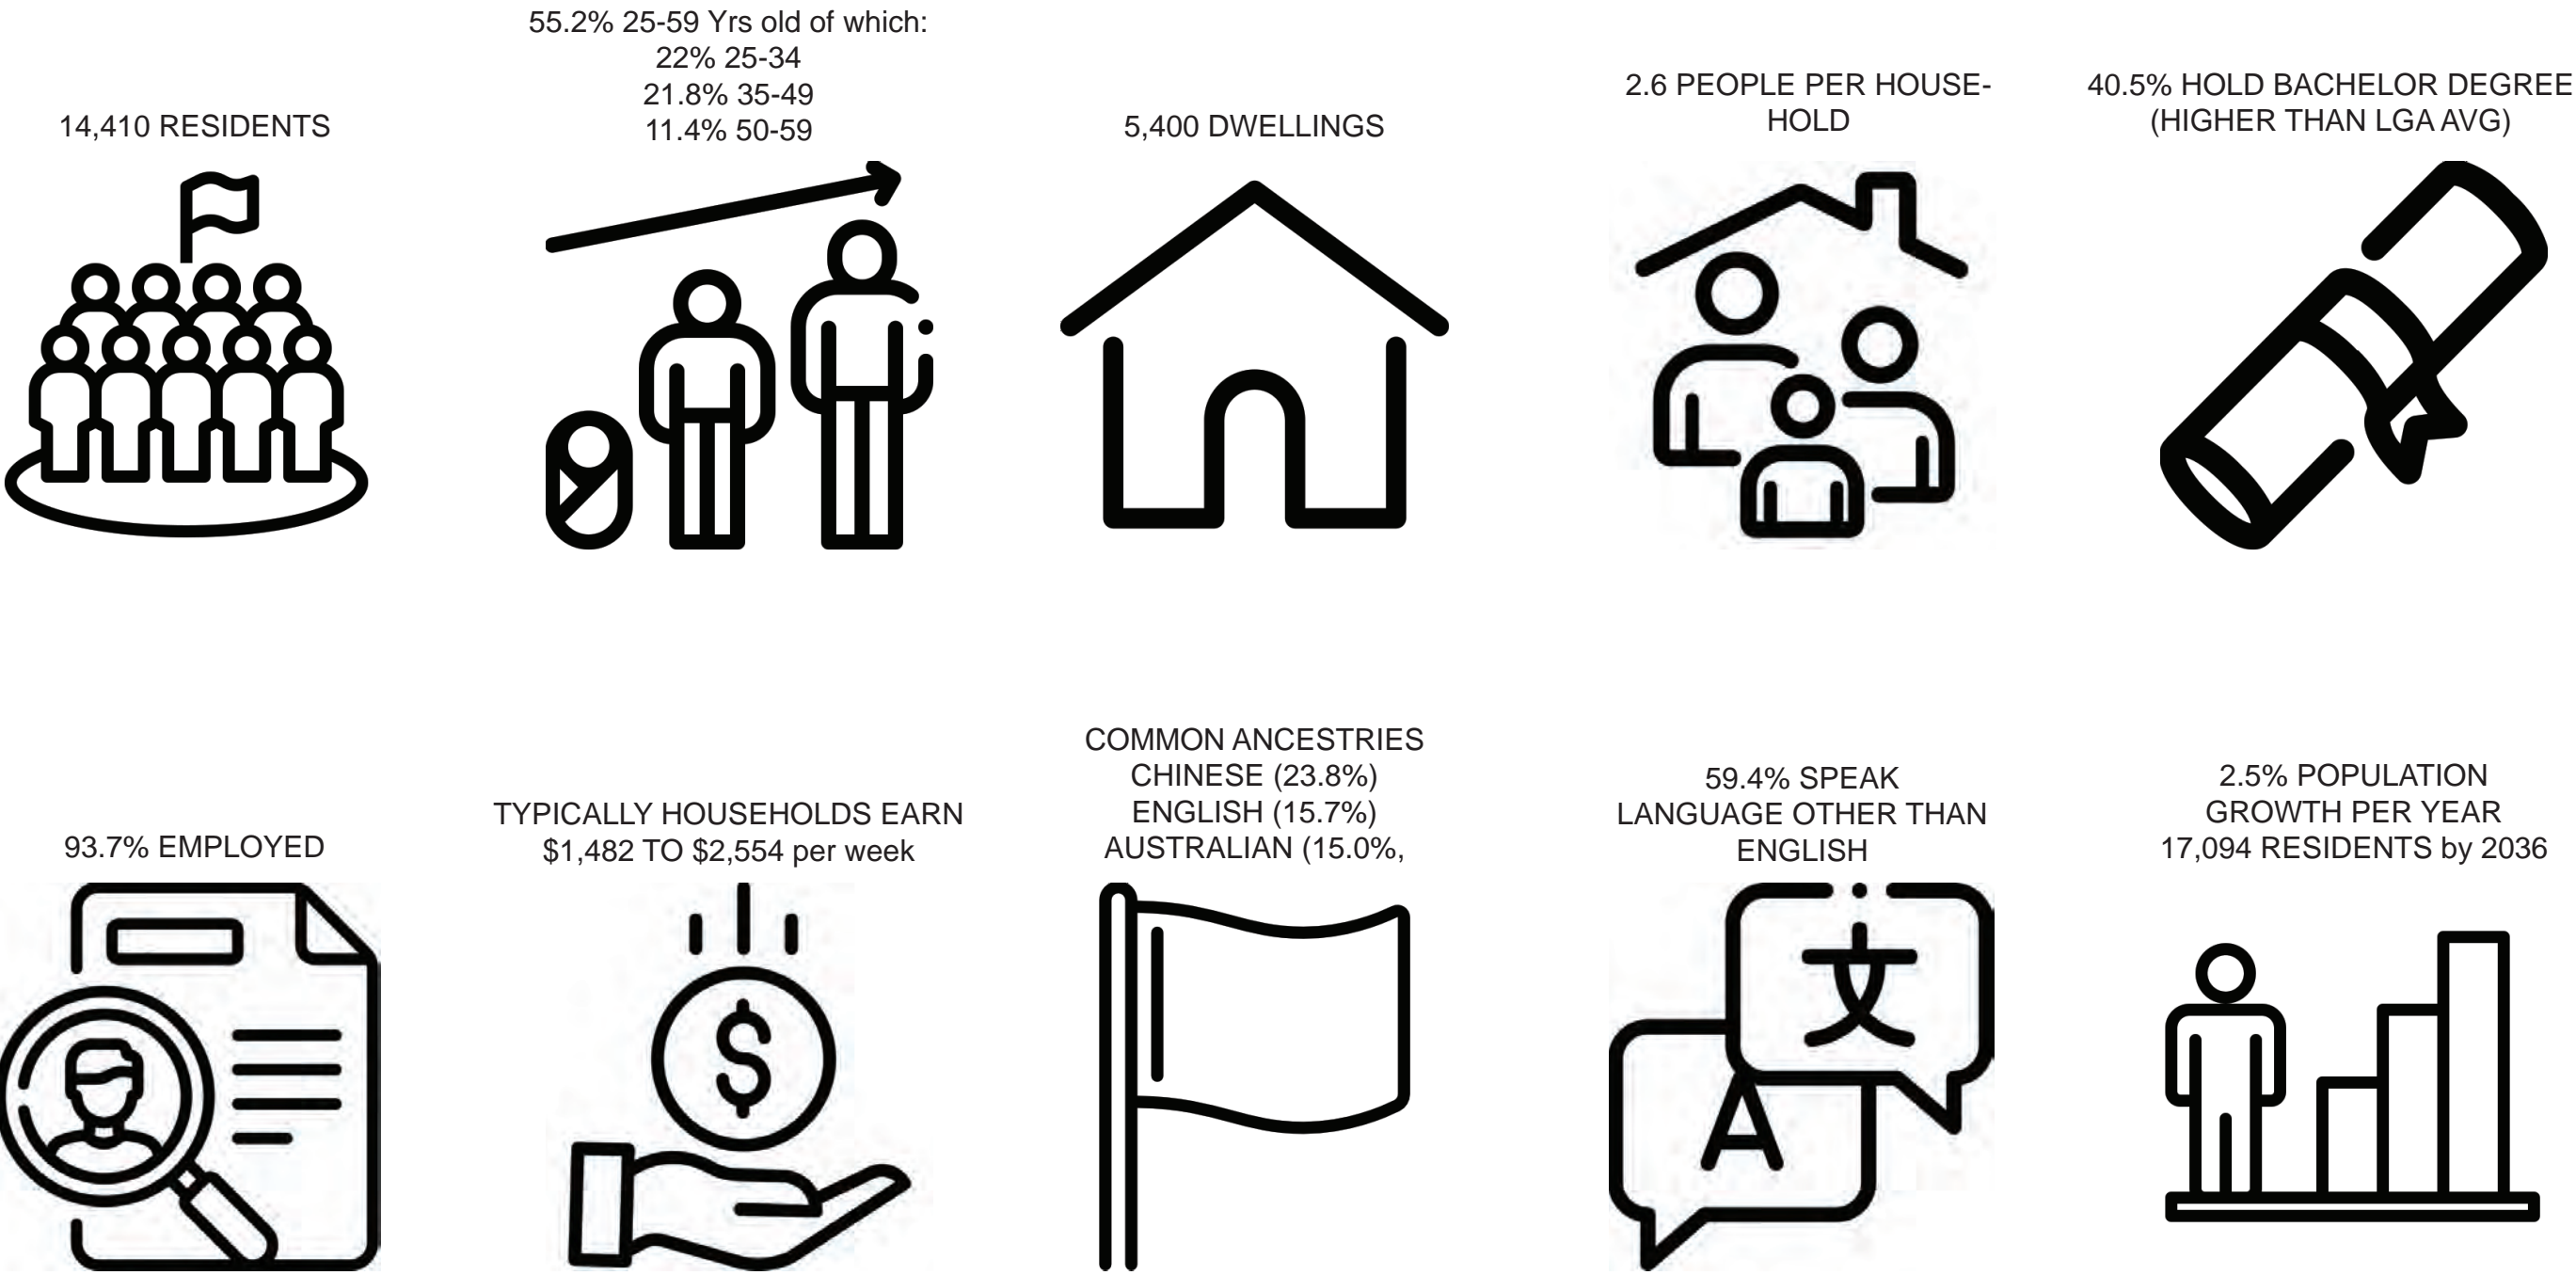 14,410 RESIDENTS
55.2% 25-59 Yrs old of which:
22% 25-34
21.8% 35-49
11.4% 50-59
5,400 DWELLINGS
2.6 PEOPLE PER HOUSE-
HOLD
40.5% HOLD BACHELOR DEGREE
(HIGHER THAN LGA AVG)
93.7% EMPLOYED
TYPICALLY HOUSEHOLDS EARN
$1,482 TO $2,554 per week
$
COMMON ANCESTRIES
CHINESE (23.8%)
ENGLISH (15.7%)
AUSTRALIAN (15.0%,
59.4% SPEAK
LANGUAGE OTHER THAN
ENGLISH
文
A
2.5% POPULATION
GROWTH PER YEAR
17,094 RESIDENTS by 2036